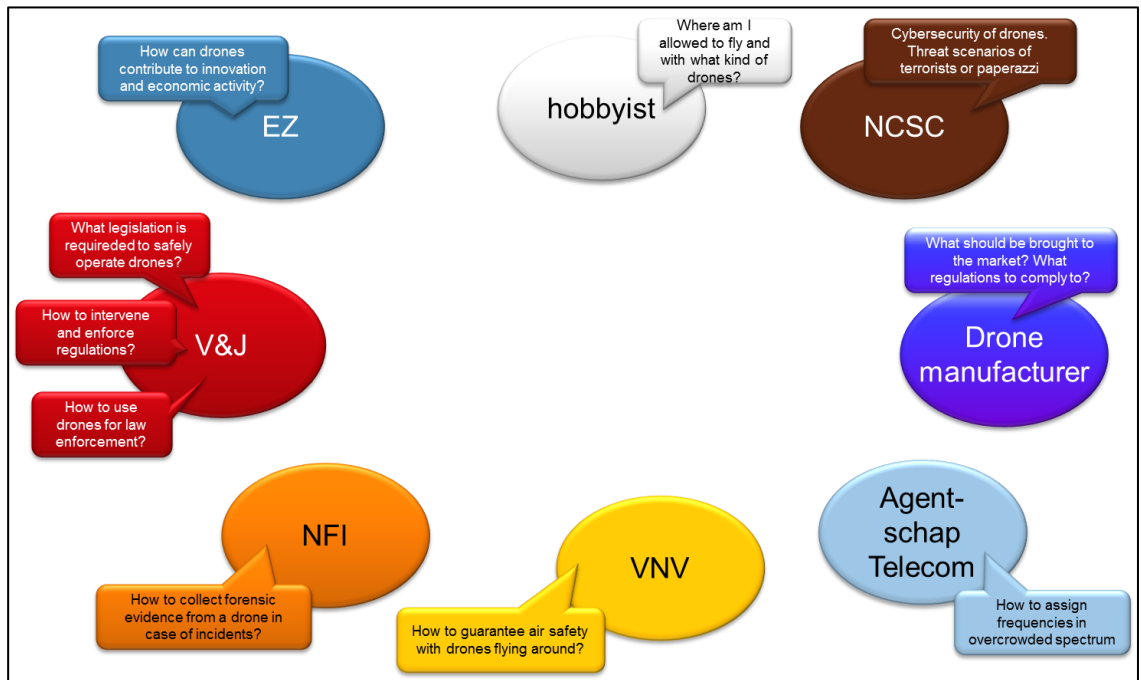 How can drones
contribute to innovation
and economic activity?
EZ
Where am I
allowed to fly and
with what kind of
drones?
hobbyist
Cybersecurity of drones.
Threat scenarios of
terrorists or paperazzi
NCSC
What legislation is
requireded to safely
operate drones?
How to intervene
and enforce
regulations?
V&J
How to use
drones for law
enforcement?
What should be brought to
the market? What
regulations to comply to?
Drone
manufacturer
NFI
How to collect forensic
evidence from a drone in
case of incidents?
VNV
How to guarantee air safety
with drones flying around?
Agent-
schap
Telecom
How to assign
frequencies in
overcrowded spectrum